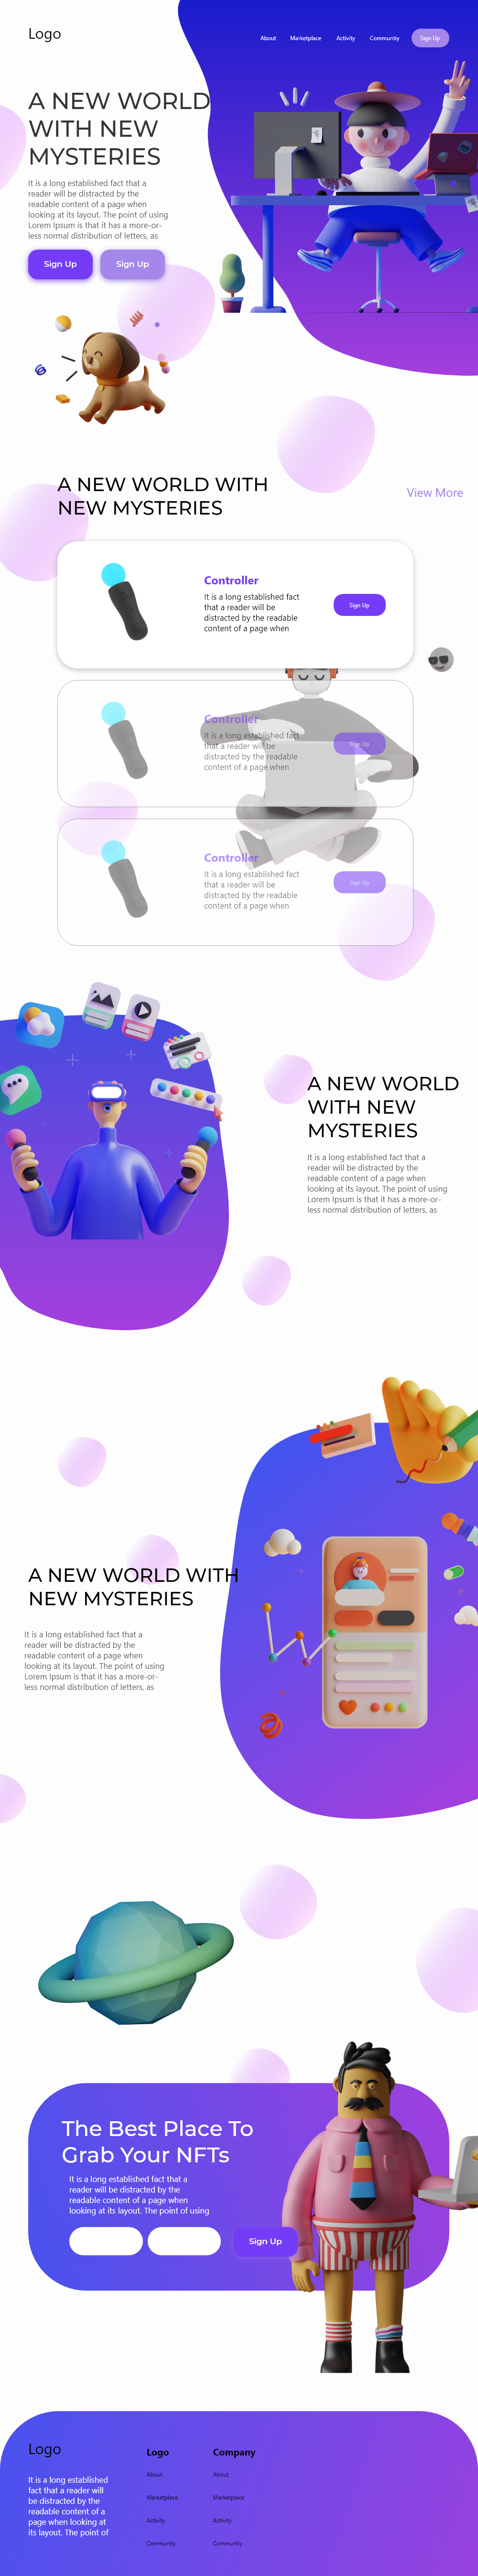 Logo
About
Marketplace
Activity
Communtiy
Sign Up
A NEW WORLD
WITH NEW
MYSTERIES
It is a long established fact that a
reader will be distracted by the
readable content of a page when
looking at its layout. The point of using
Lorem Ipsum is that it has a more-or-
less normal distribution of letters, as
Sign Up
Sign Up
A NEW WORLD WITH
NEW MYSTERIES
View More
Controller
It is a long established fact
that a reader will be
distracted by the readable
content of a page when
Sign Up
Controller
It is a long established fact
that a reader will be
distracted by the readable
content of a page when
Sign Up
Controller
It is a long established fact
that a reader will be
distracted by the readable
content of a page when
Sign Up
A NEW WORLD
WITH NEW
MYSTERIES
It is a long established fact that a
reader will be distracted by the
readable content of a page when
looking at its layout. The point of using
Lorem Ipsum is that it has a more-or-
less normal distribution of letters, as
A NEW WORLD WITH
NEW MYSTERIES
It is a long established fact that a
reader will be distracted by the
readable content of a page when
looking at its layout. The point of using
Lorem Ipsum is that it has a more-or-
less normal distribution of letters, as
The Best Place To
Grab Your NFTs
It is a long established fact that a
reader will be distracted by the
readable content of a page when
looking at its layout. The point of using
Sign Up
Logo
It is a long established
fact that a reader will
be distracted by the
readable content of a
page when looking at
its layout. The point of
Logo
About
Marketplace
Activity
Communtiy
Company
About
Marketplace
Activity
Communtiy